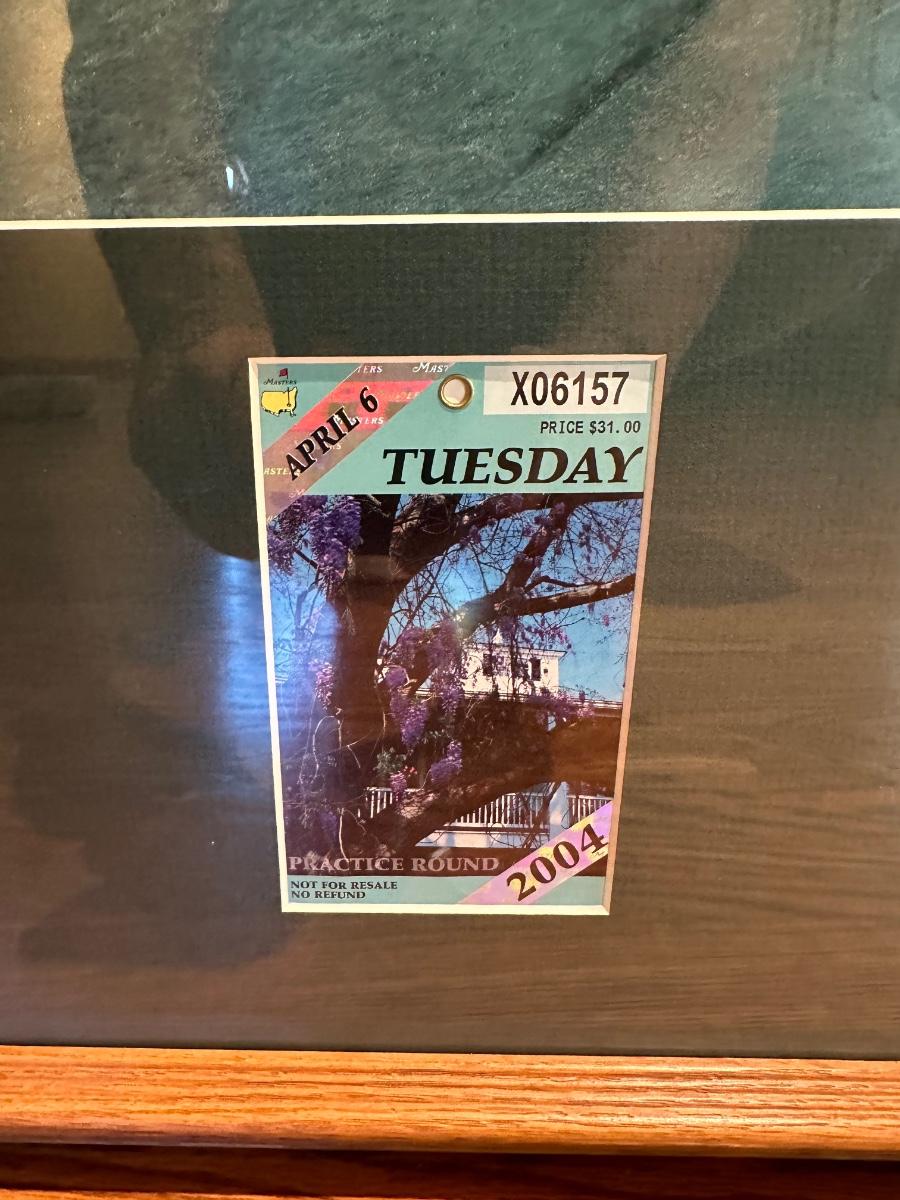 MASTERS
APRIL 6
X06157
PRICE $31.00
TUESDAY
PRACTICE ROUND
NOT FOR RESALE
NO REFUND
2004